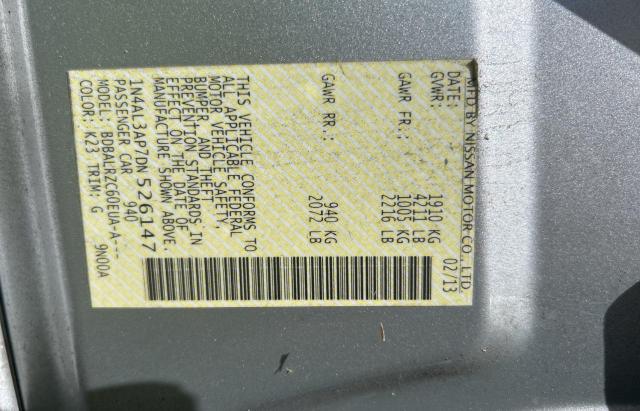 MFD BY NISSAN MOTOR CO., LTD.
DATE: 02/13
GVWR: 1910 KG
4211 LB
GAWR FR.: 1003 KG
2216 LB
GAWR RR.: 940 KG
2072 LB
THIS VEHICLE CONFORMS TO
ALL APPLICABLE FEDERAL
MOTOR VEHICLE SAFETY,
BUMPER, AND THEFT
PREVENTION STANDARDS IN
EFFECT ON THE DATE OF
MANUFACTURE SHOWN ABOVE.
1N4AL3AP7DN526147
PASSENGER CAR 940
MODEL: BDBALRZC60EUA-A---
COLOR: K23 TRIM: G 9N00A